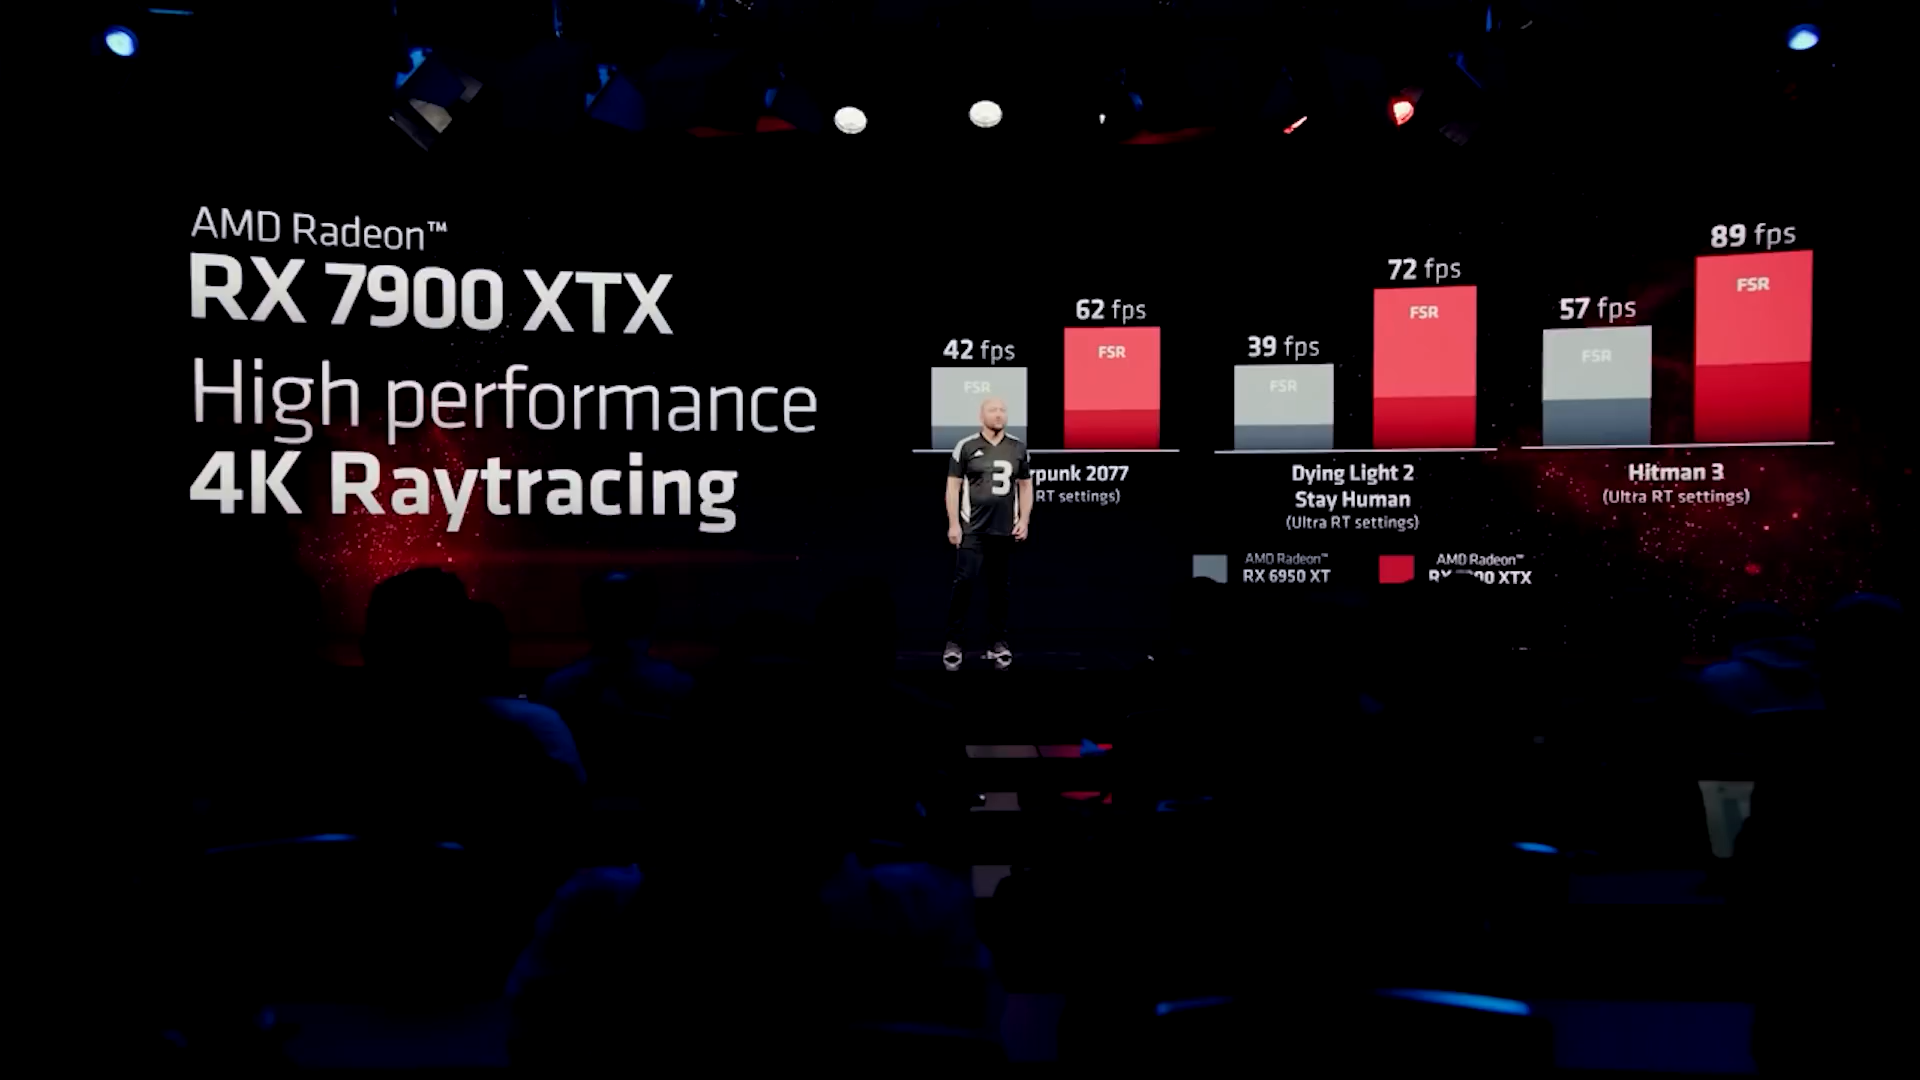 AMD Radeon™
RX 7900 XTX
High performance
4K Raytracing
42 fps
FSR
62 fps
FSR
rpunk 2077
RT settings)
39 fps
FSR
72 fps
FSR
Dying Light 2
Stay Human
(Ultra RT settings)
57 fps
FSR
89 fps
FSR
Hitman 3
(Ultra RT settings)
AMD Radeon™
RX 6950 XT
AMD Radeon™
XTX
3